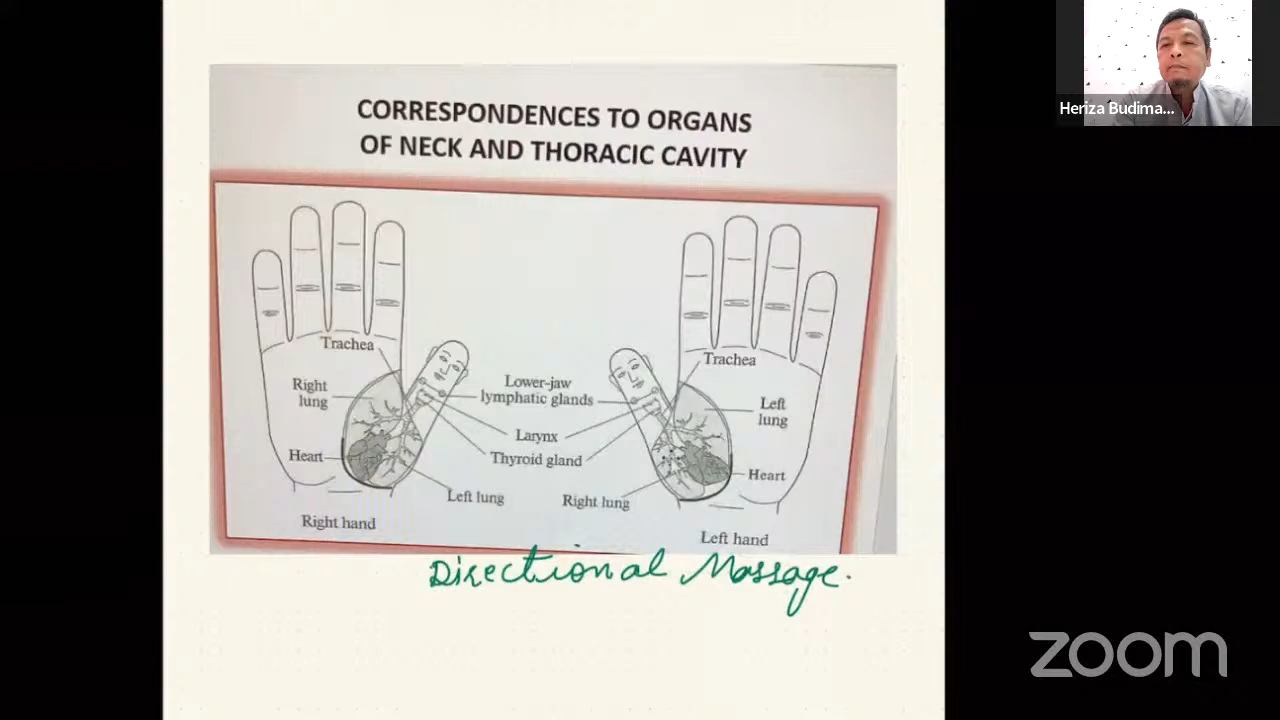 Heriza Budima...
CORRESPONDENCES TO ORGANS
OF NECK AND THORACIC CAVITY
Trachea
Right
lung
Heart
Left lung
Right hand
Lower-jaw
lymphatic glands
Larynx
Thyroid gland
Trachea
Left
lung
Heart
Right lung
Left hand
Directional Massage.
zoom